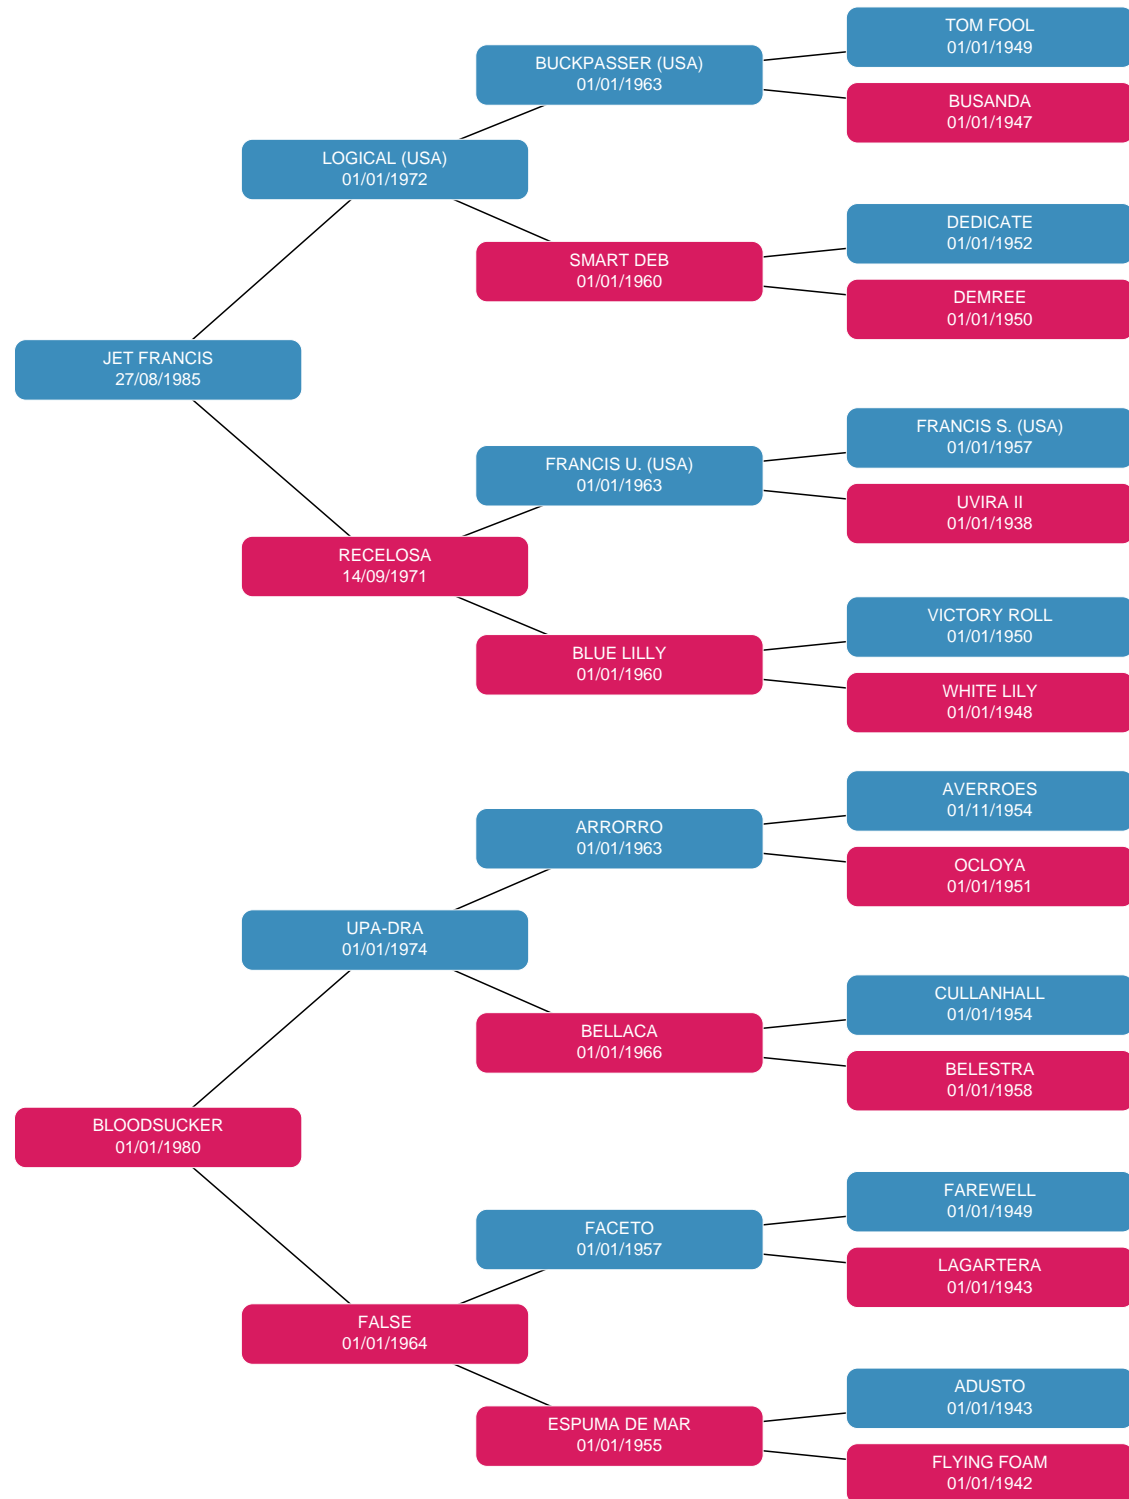 TOM FOOL
01/01/1949
BUCKPASSER (USA)
01/01/1963
BUSANDA
01/01/1947
LOGICAL (USA)
01/01/1972
DEDICATE
01/01/1952
SMART DEB
01/01/1960
DEMREE
01/01/1950
JET FRANCIS
27/08/1985
FRANCIS S. (USA)
01/01/1957
FRANCIS U. (USA)
01/01/1963
UVIRA II
01/01/1938
RECELOSA
14/09/1971
VICTORY ROLL
01/01/1950
BLUE LILLY
01/01/1960
WHITE LILY
01/01/1948
AVERROES
01/11/1954
ARRORRO
01/01/1963
OCLOYA
01/01/1951
UPA-DRA
01/01/1974
CULLANHALL
01/01/1954
BELLACA
01/01/1966
BELESTRA
01/01/1958
BLOODSUCKER
01/01/1980
FAREWELL
01/01/1949
FACETO
01/01/1957
LAGARTERA
01/01/1943
FALSE
01/01/1964
ADUSTO
01/01/1943
ESPUMA DE MAR
01/01/1955
FLYING FOAM
01/01/1942